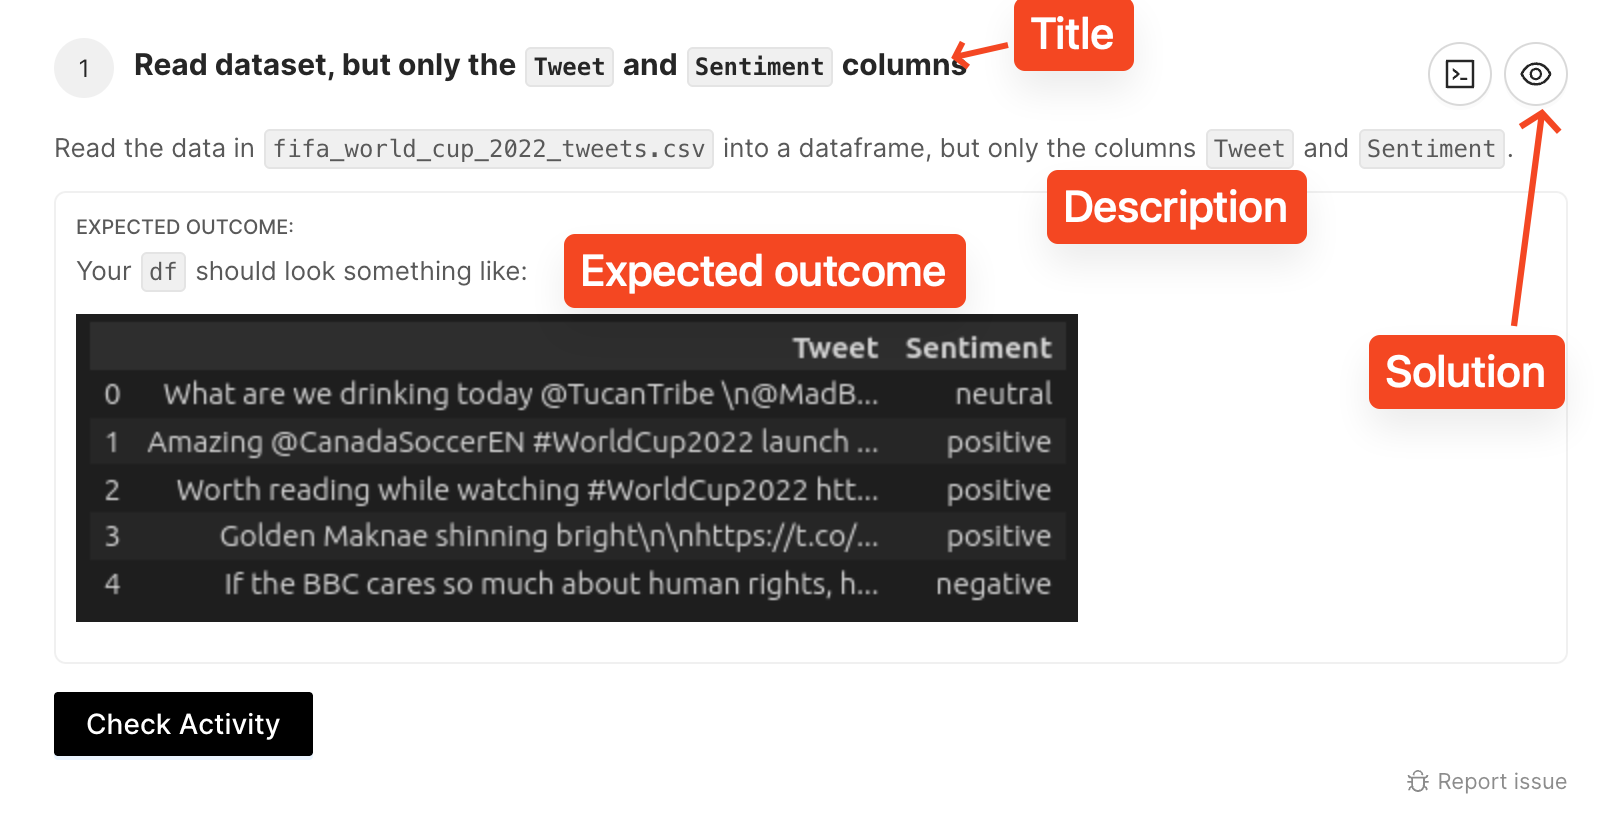 Title
1 Read dataset, but only the Tweet and Sentiment columns
Read the data in fifa_world_cup_2022_tweets.csv into a dataframe, but only the columns Tweet and Sentiment.
Description
EXPECTED OUTCOME:
Your df should look something like:
Expected outcome
Solution
Tweet Sentiment
0 What are we drinking today @TucanTribe \n@MadB... neutral
1 Amazing @CanadaSoccerEN #WorldCup2022 launch ... positive
2 Worth reading while watching #WorldCup2022 htt... positive
3 Golden Maknae shinning bright\n\nhttps://t.co/... positive
4 If the BBC cares so much about human rights, h... negative
Check Activity
Report issue